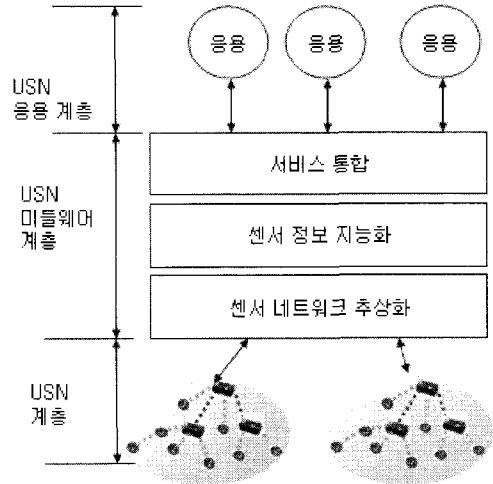 응용 응용 응용
USN
응용 계층
서비스 통합
USN
미들웨어
계층
센서 정보 지능화
센서 네트워크 추상화
USN
계층